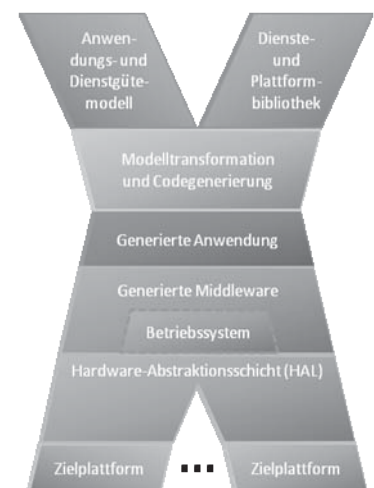 Anwen-
dungs- und
Dienstgüte-
modell
Dienste-
und
Plattform-
bibliothek
Modelltransformation
und Codegenerierung
Generierte Anwendung
Generierte Middleware
Betriebssystem
Hardware-Abstraktionsschicht (HAL)
Zielplattform
...
Zielplattform